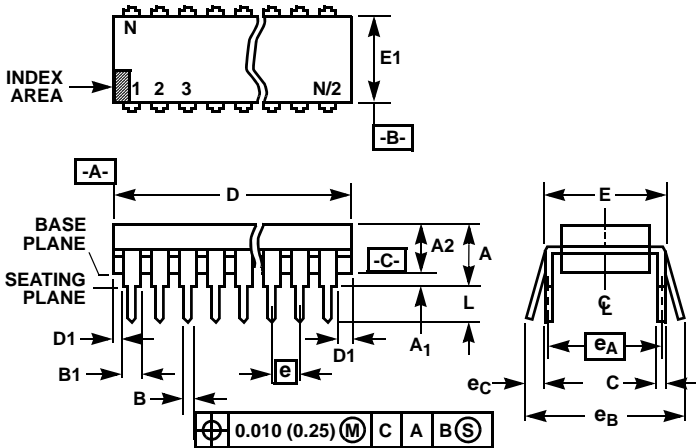 N
E1
INDEX
AREA
1 2 3 N/2
-B-
-A-
D
E
BASE
PLANE
A2
A
-C-
SEATING
PLANE
L
C
L
D1
D1
A1
eA
B1
e
eC
C
B
eB
0.010 (0.25) M C A B S